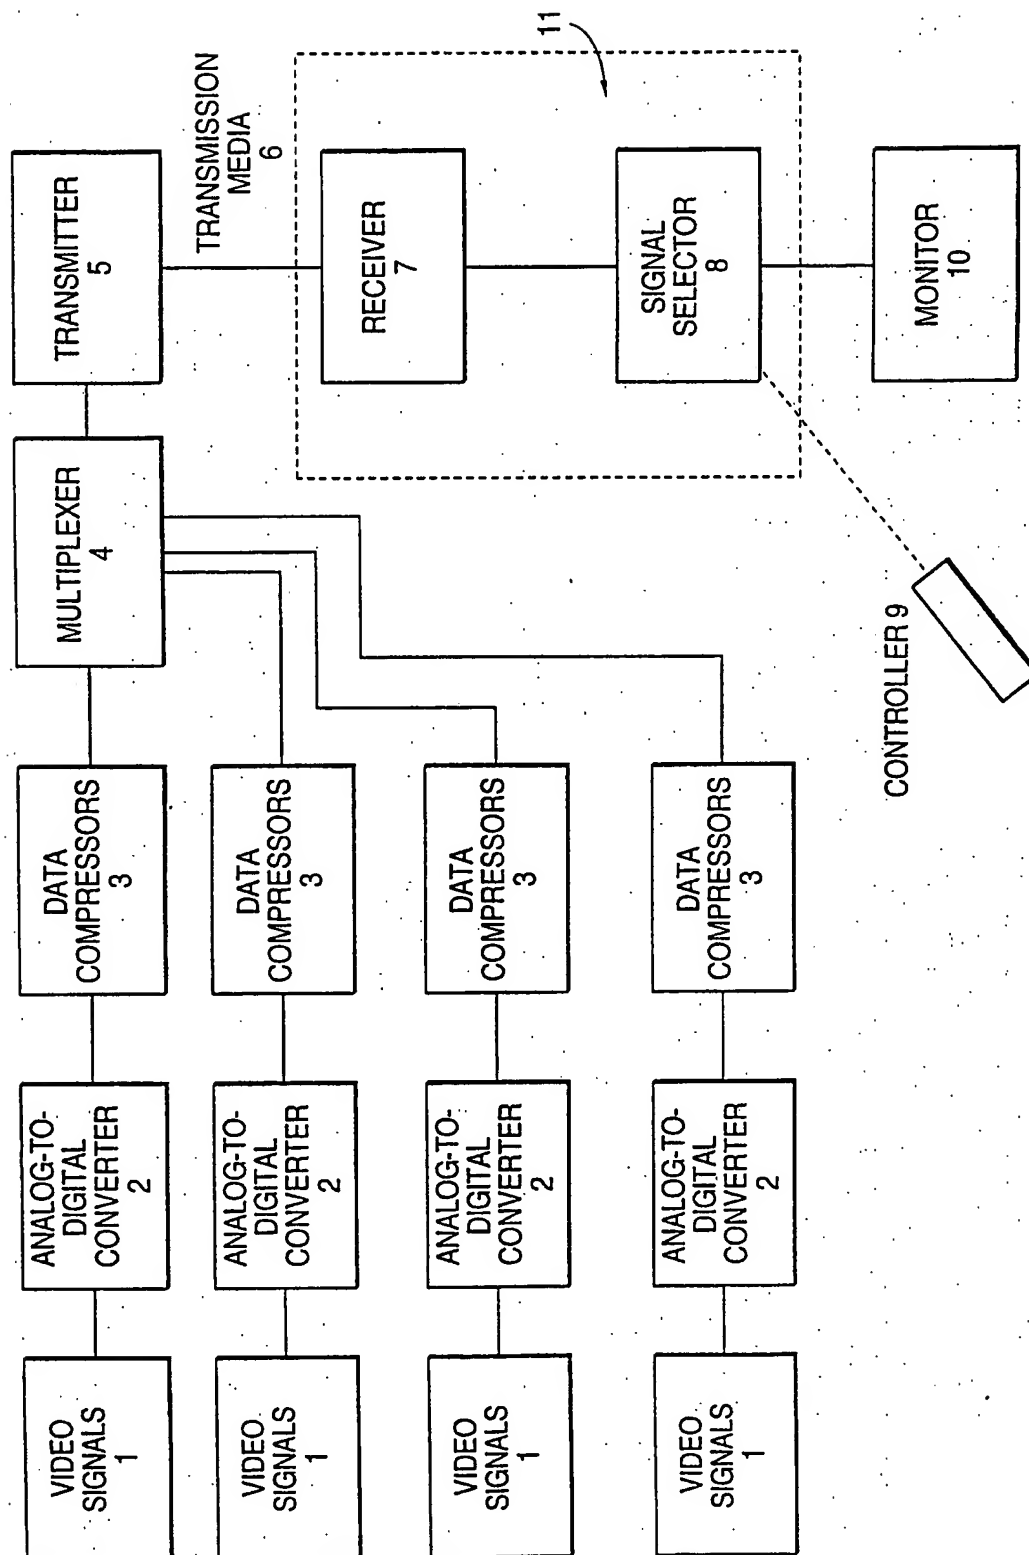 VIDEO
SIGNALS
1
ANALOG-TO-
DIGITAL
CONVERTER
2
DATA
COMPRESSORS
3
MULTIPLEXER
4
TRANSMITTER
5
VIDEO
SIGNALS
1
ANALOG-TO-
DIGITAL
CONVERTER
2
DATA
COMPRESSORS
3
TRANSMISSION
MEDIA
6
VIDEO
SIGNALS
1
ANALOG-TO-
DIGITAL
CONVERTER
2
DATA
COMPRESSORS
3
RECEIVER
7
11
VIDEO
SIGNALS
1
ANALOG-TO-
DIGITAL
CONVERTER
2
DATA
COMPRESSORS
3
SIGNAL
SELECTOR
8
CONTROLLER 9
MONITOR
10